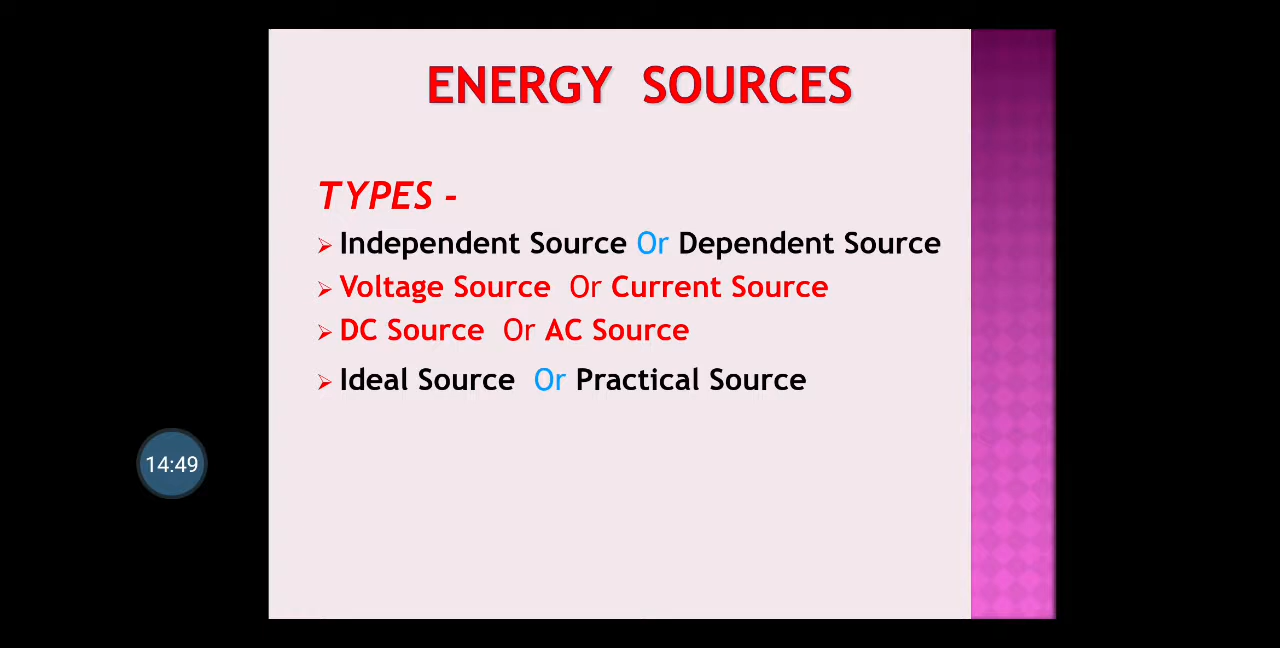 ENERGY SOURCES
TYPES -
Independent Source Or Dependent Source
Voltage Source Or Current Source
DC Source Or AC Source
Ideal Source Or Practical Source
14:49